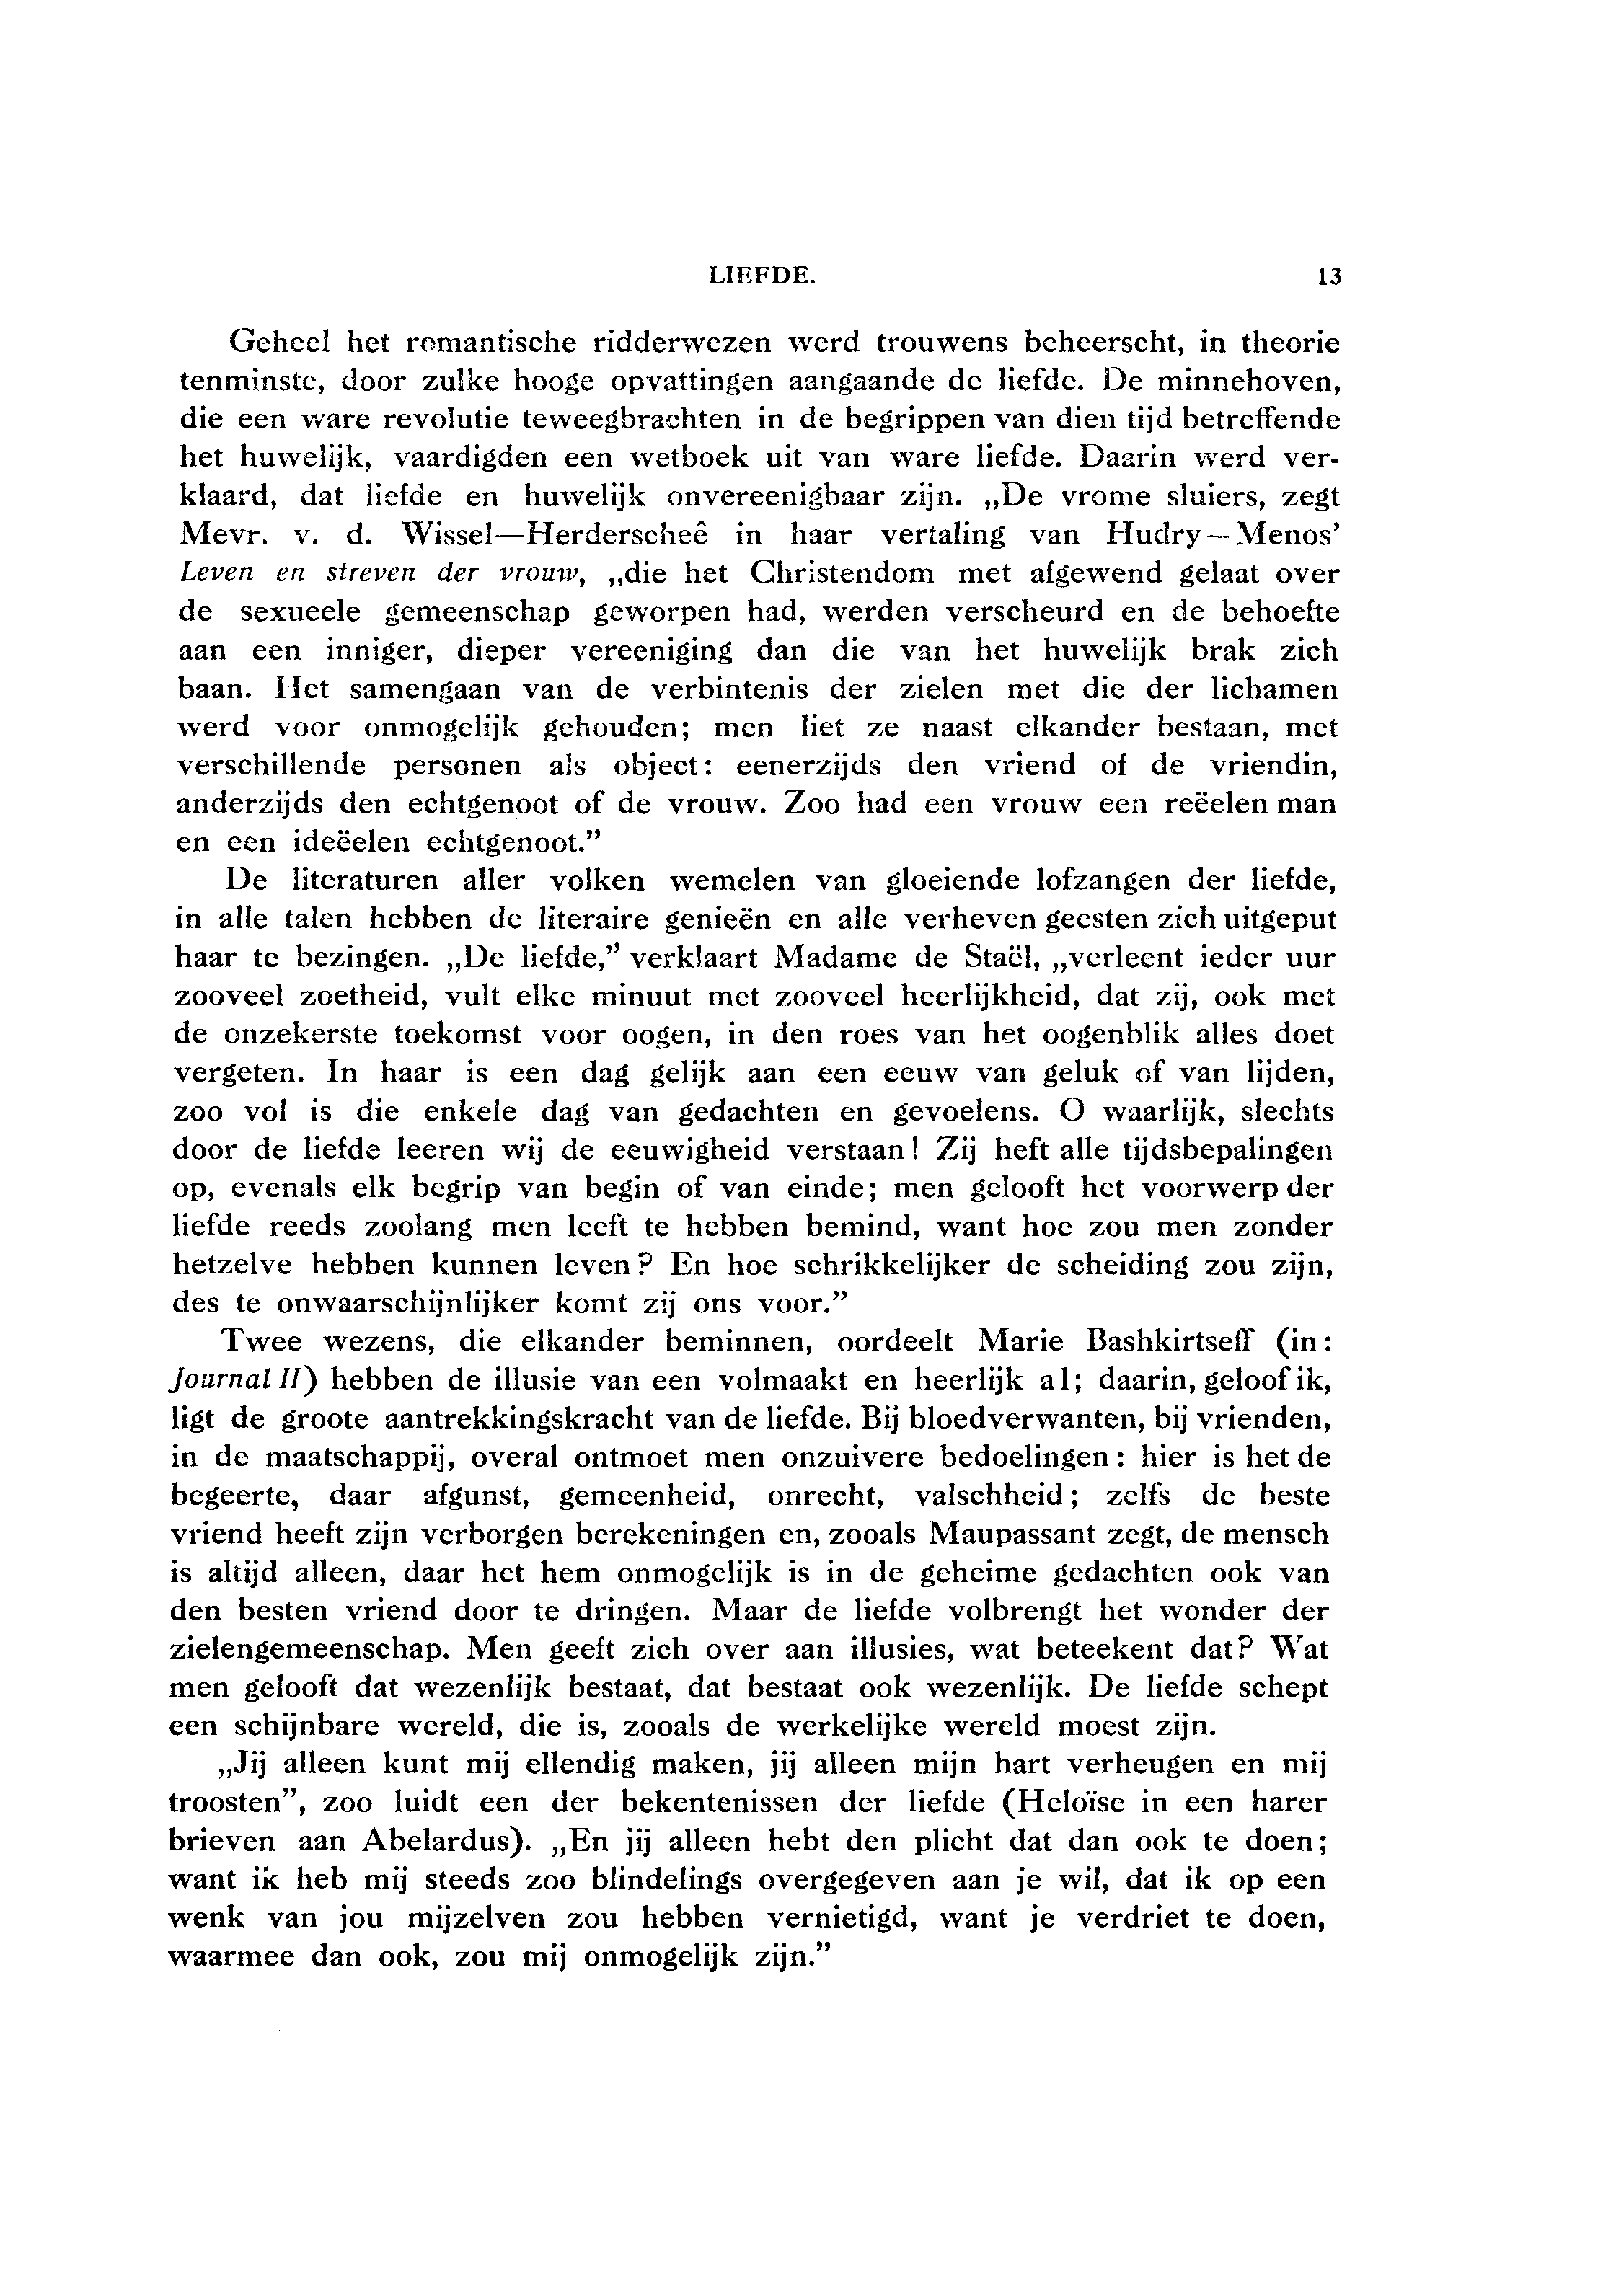 LIEFDE. 13
Geheel het romantische ridderwezen werd trouwens beheerscht, in theorie
tenminste, door zulke hooge opvattingen aangaande de liefde. De minnehoven,
die een ware revolutie teweegbrachten in de begrippen van dien tijd betreffende
het huwelijk, vaardigden een wetboek uit van ware liefde. Daarin werd ver-
klaard, dat liefde en huwelijk onvereenigbaar zijn. „De vrome sluiers, zegt
Mevr. v. d. Wissel—Herderscheê in haar vertaling van Hudry—Menos’
Leven en streven der vrouw, „die het Christendom met afgewend gelaat over
de sexueele gemeenschap geworpen had, werden verscheurd en de behoefte
aan een inniger, dieper vereeniging dan die van het huwelijk brak zich
baan. Het samengaan van de verbintenis der zielen met die der lichamen
werd voor onmogelijk gehouden; men liet ze naast elkander bestaan, met
verschillende personen als object: eenerzijds den vriend of de vriendin,
anderzijds den echtgenoot of de vrouw. Zoo had een vrouw een reëelen man
en een ideëelen echtgenoot.”
De literaturen aller volken wemelen van gloeiende lofzangen der liefde,
in alle talen hebben de literaire genieën en alle verheven geesten zich uitgeput
haar te bezingen. „De liefde,” verklaart Madame de Staël, „verleent ieder uur
zooveel zoetheid, vult elke minuut met zooveel heerlijkheid, dat zij, ook met
de onzekerste toekomst voor oogen, in den roes van het oogenblik alles doet
vergeten. In haar is een dag gelijk aan een eeuw van geluk of van lijden,
zoo vol is die enkele dag van gedachten en gevoelens. O waarlijk, slechts
door de liefde leeren wij de eeuwigheid verstaan! Zij heft alle tijdsbepalingen
op, evenals elk begrip van begin of van einde; men gelooft het voorwerp der
liefde reeds zoolang men leeft te hebben bemind, want hoe zou men zonder
hetzelve hebben kunnen leven? En hoe schrikkelijker de scheiding zou zijn,
des te onwaarschijnlijker komt zij ons voor.”
Twee wezens, die elkander beminnen, oordeelt Marie Bashkirtseff (in:
Journal II) hebben de illusie van een volmaakt en heerlijk al; daarin, geloof ik,
ligt de groote aantrekkingskracht van de liefde. Bij bloedverwanten, bij vrienden,
in de maatschappij, overal ontmoet men onzuivere bedoelingen: hier is het de
begeerte, daar afgunst, gemeenheid, onrecht, valschheid; zelfs de beste
vriend heeft zijn verborgen berekeningen en, zooals Maupassant zegt, de mensch
is altijd alleen, daar het hem onmogelijk is in de geheime gedachten ook van
den besten vriend door te dringen. Maar de liefde volbrengt het wonder der
zielengemeenschap. Men geeft zich over aan illusies, wat beteekent dat? Wat
men gelooft dat wezenlijk bestaat, dat bestaat ook wezenlijk. De liefde schept
een schijnbare wereld, die is, zooals de werkelijke wereld moest zijn.
„Jij alleen kunt mij ellendig maken, jij alleen mijn hart verheugen en mij
troosten”, zoo luidt een der bekentenissen der liefde (Heloïse in een harer
brieven aan Abelardus). „En jij alleen hebt den plicht dat dan ook te doen;
want ik heb mij steeds zoo blindelings overgegeven aan je wil, dat ik op een
wenk van jou mijzelven zou hebben vernietigd, want je verdriet te doen,
waarmee dan ook, zou mij onmogelijk zijn.”